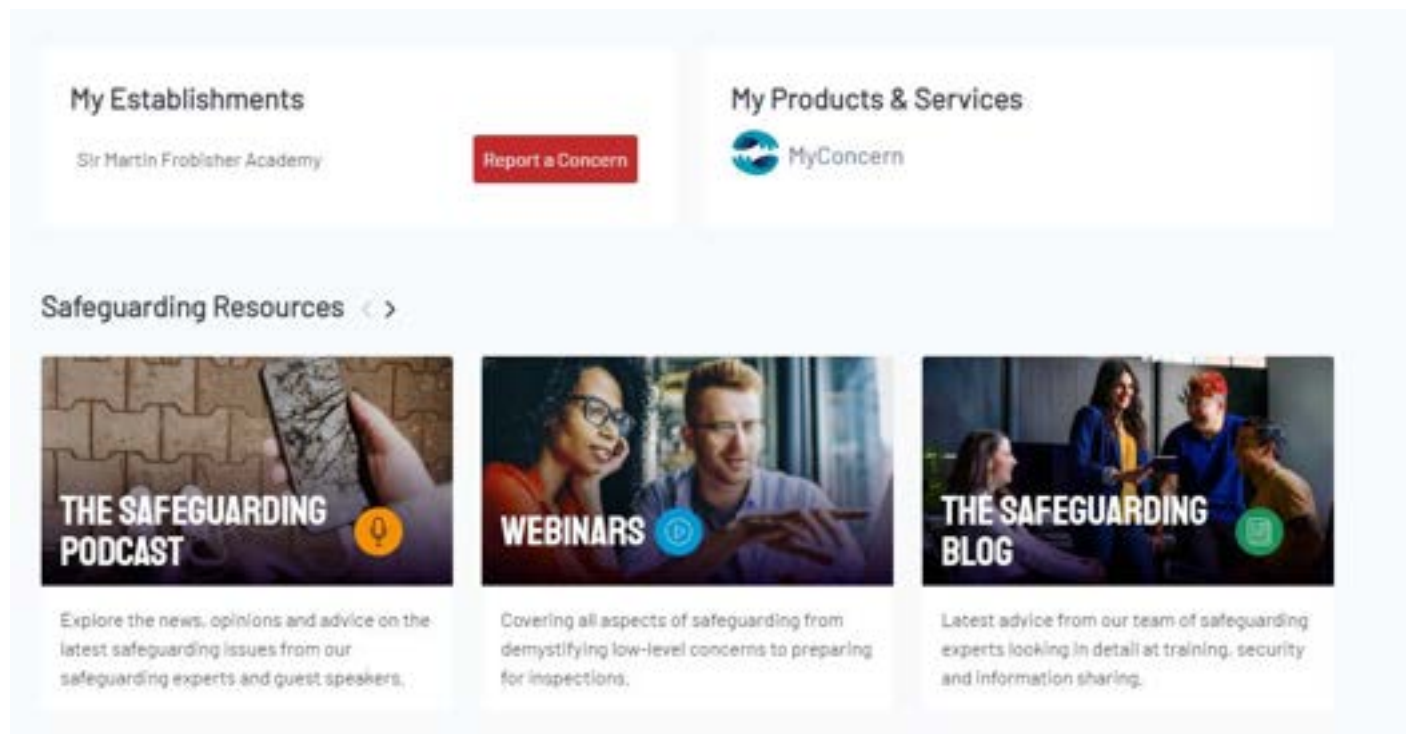 My Establishments
Sir Martin Frobisher Academy
Report a Concern
My Products & Services
MyConcern
Safeguarding Resources < >
THE SAFEGUARDING
PODCAST
Explore the news, opinions and advice on the
latest safeguarding issues from our
safeguarding experts and guest speakers.
WEBINARS
Covering all aspects of safeguarding from
demystifying low-level concerns to preparing
for inspections.
THE SAFEGUARDING
BLOG
Latest advice from our team of safeguarding
experts looking in detail at training, security
and information sharing.